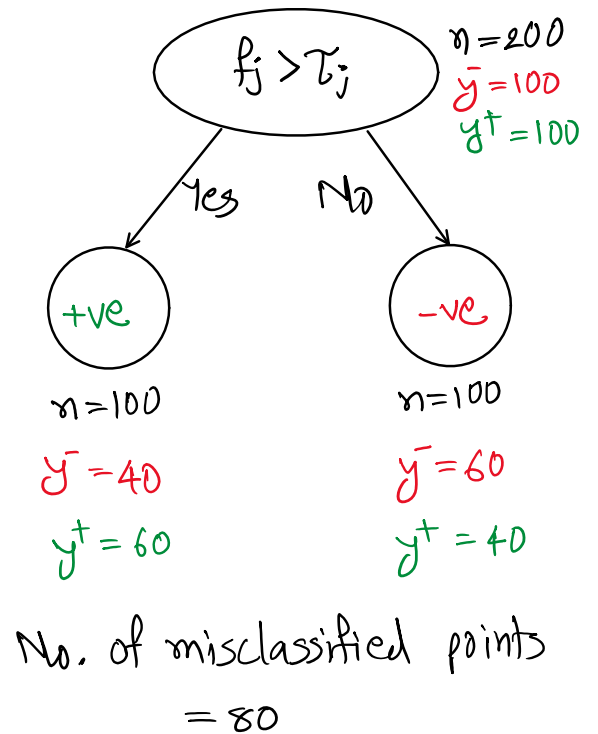 fj > τj
n=200
y⁻=100
y⁺=100
Yes
No
+ve
-ve
n=100
y⁻=40
y⁺=60
n=100
y⁻=60
y⁺=40
No. of misclassified points
= 80